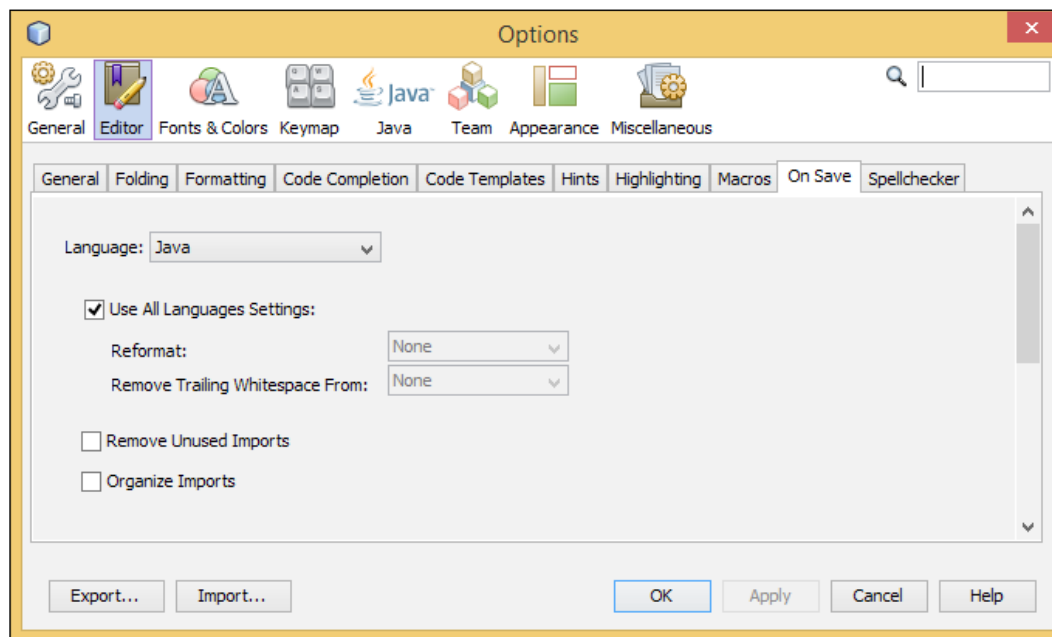 Options
General Editor Fonts & Colors Keymap Java Team Appearance Miscellaneous
General Folding Formatting Code Completion Code Templates Hints Highlighting Macros On Save Spellchecker
Language: Java
Use All Languages Settings:
Reformat: None
Remove Trailing Whitespace From: None
Remove Unused Imports
Organize Imports
Export... Import... OK Apply Cancel Help